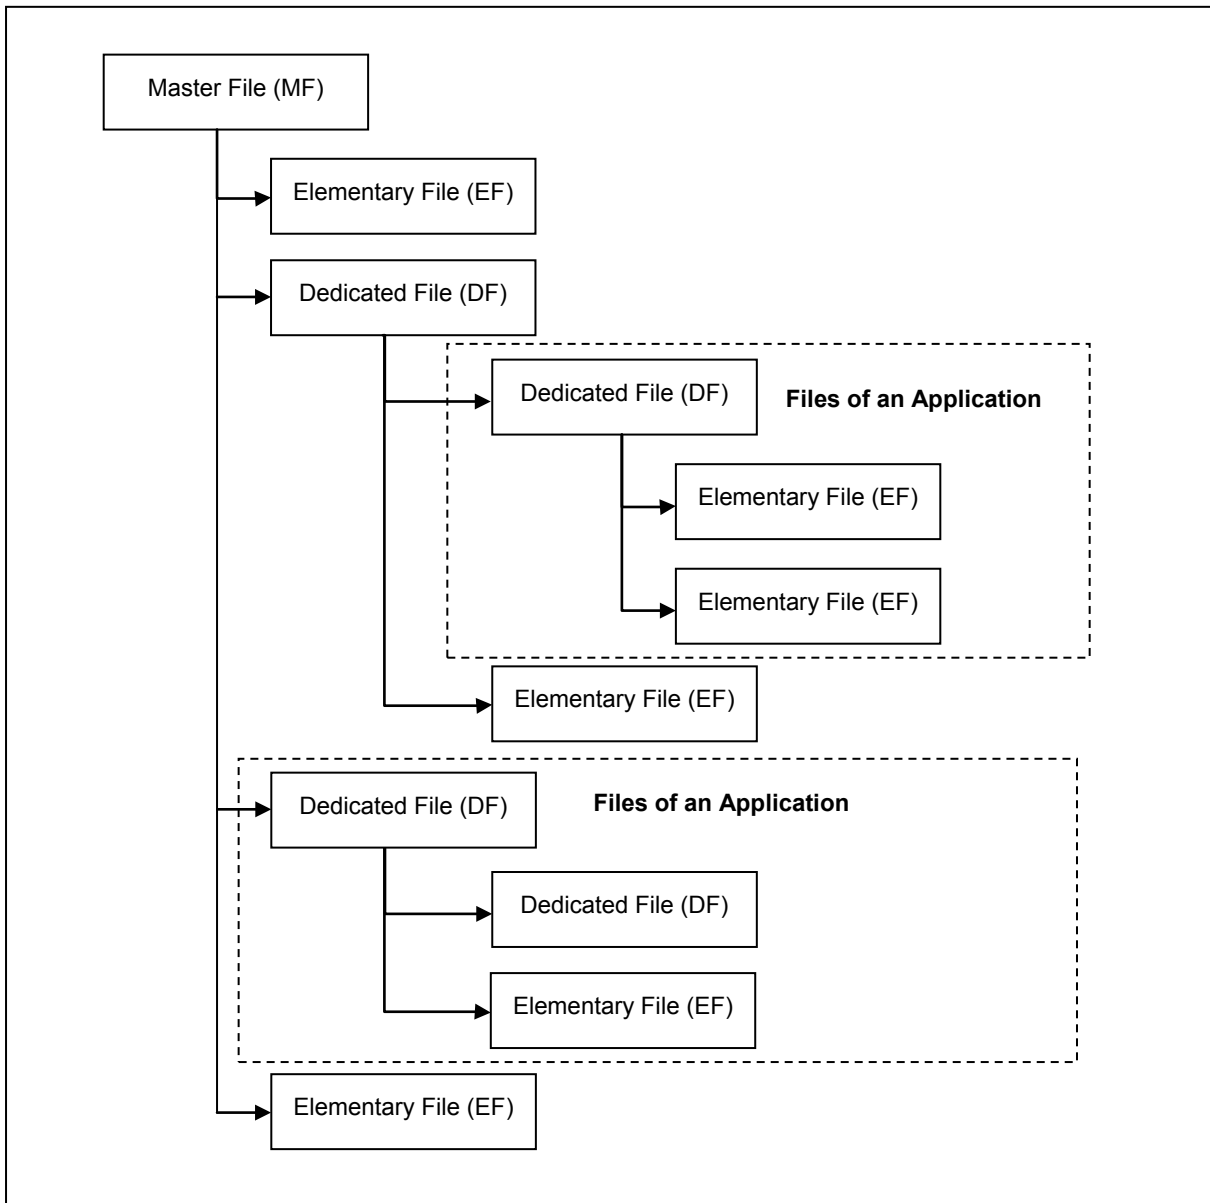 Master File (MF)
Elementary File (EF)
Dedicated File (DF)
Dedicated File (DF)
Files of an Application
Elementary File (EF)
Elementary File (EF)
Elementary File (EF)
Dedicated File (DF)
Files of an Application
Dedicated File (DF)
Elementary File (EF)
Elementary File (EF)